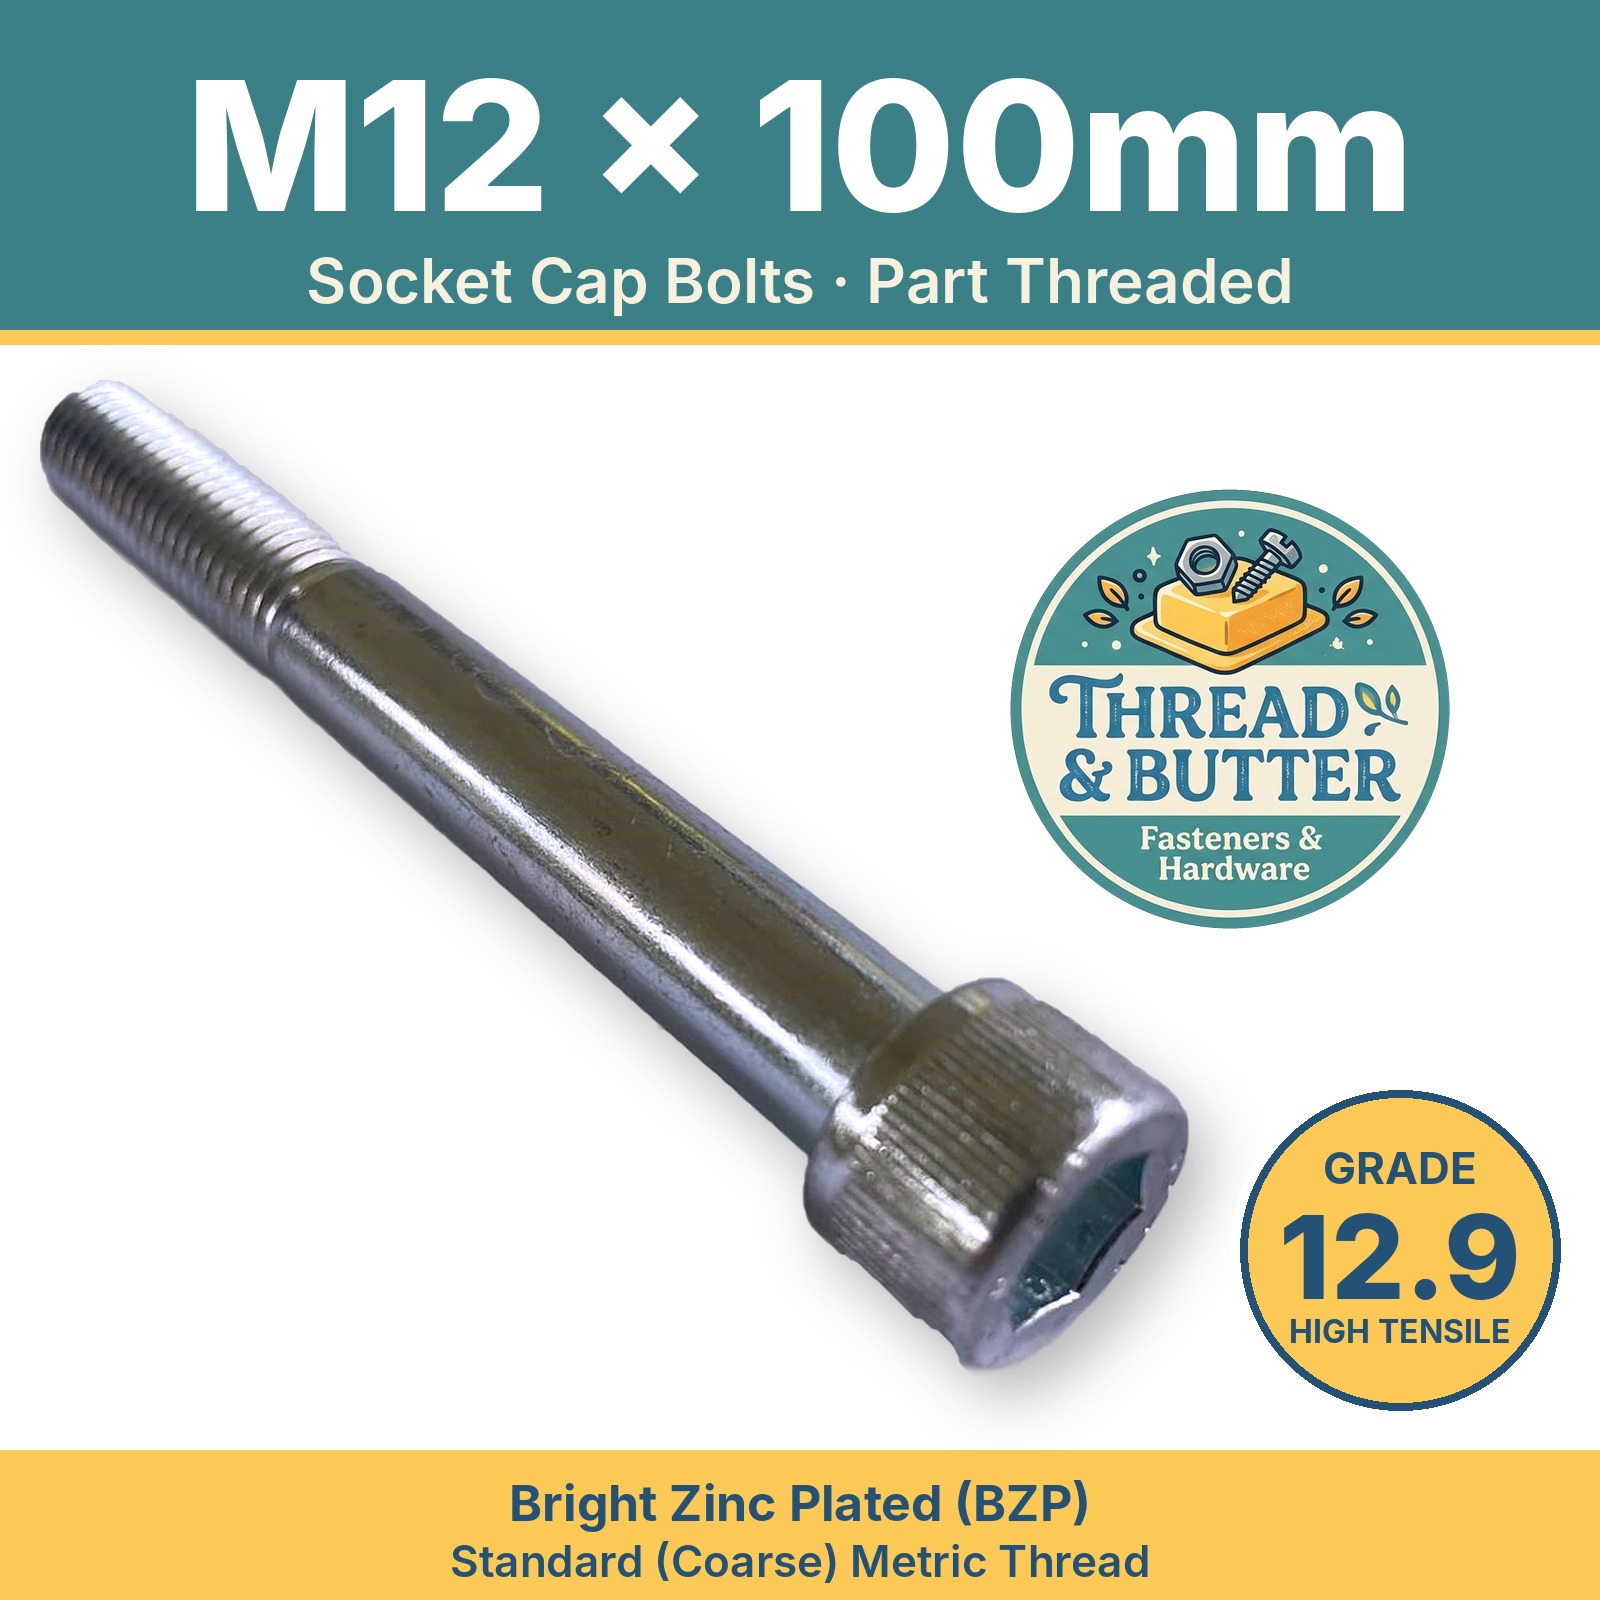 M12 × 100mm
Socket Cap Bolts · Part Threaded
THREAD
& BUTTER
Fasteners &
Hardware
GRADE
12.9
HIGH TENSILE
Bright Zinc Plated (BZP)
Standard (Coarse) Metric Thread